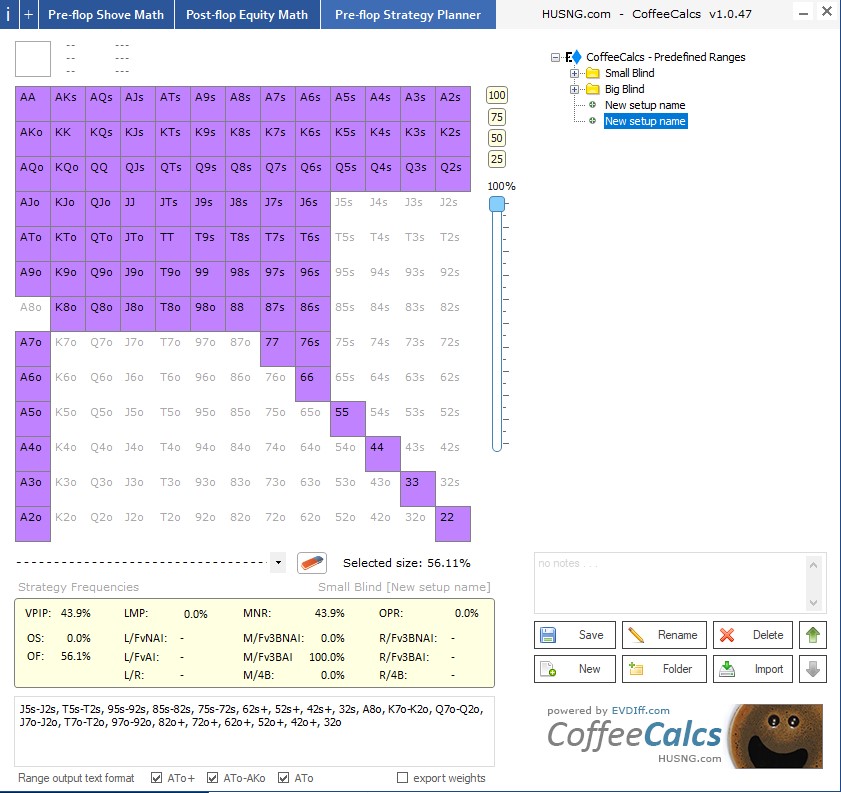 i + Pre-flop Shove Math Post-flop Equity Math Pre-flop Strategy Planner HUSNG.com - CoffeeCalcs v1.0.47
-- ---
-- ---
-- ---
AA AKs AQs AJs ATs A9s A8s A7s A6s A5s A4s A3s A2s
AKo KK KQs KJs KTs K9s K8s K7s K6s K5s K4s K3s K2s
AQo KQo QQ QJs QTs Q9s Q8s Q7s Q6s Q5s Q4s Q3s Q2s
AJo KJo QJo JJ JTs J9s J8s J7s J6s J5s J4s J3s J2s
ATo KTo QTo JTo TT T9s T8s T7s T6s T5s T4s T3s T2s
A9o K9o Q9o J9o T9o 99 98s 97s 96s 95s 94s 93s 92s
A8o K8o Q8o J8o T8o 98o 88 87s 86s 85s 84s 83s 82s
A7o K7o Q7o J7o T7o 97o 87o 77 76s 75s 74s 73s 72s
A6o K6o Q6o J6o T6o 96o 86o 76o 66 65s 64s 63s 62s
A5o K5o Q5o J5o T5o 95o 85o 75o 65o 55 54s 53s 52s
A4o K4o Q4o J4o T4o 94o 84o 74o 64o 54o 44 43s 42s
A3o K3o Q3o J3o T3o 93o 83o 73o 63o 53o 43o 33 32s
A2o K2o Q2o J2o T2o 92o 82o 72o 62o 52o 42o 32o 22
100
75
50
25
100%
CoffeeCalcs - Predefined Ranges
Small Blind
Big Blind
New setup name
New setup name
Selected size: 56.11%
Strategy Frequencies Small Blind [New setup name]
VPIP: 43.9% LMP: 0.0% MNR: 43.9% OPR: 0.0%
OS: 0.0% L/FvNAI: - M/Fv3BNAI: 0.0% R/Fv3BNAI: -
OF: 56.1% L/FvAI: - M/Fv3BAI 100.0% R/Fv3BAI: -
L/R: - M/4B: 0.0% R/4B: -
J5s-J2s, T5s-T2s, 95s-92s, 85s-82s, 75s-72s, 62s+, 52s+, 42s+, 32s, A8o, K7o-K2o, Q7o-Q2o,
J7o-J2o, T7o-T2o, 97o-92o, 82o+, 72o+, 62o+, 52o+, 42o+, 32o
Range output text format ATo+ ATo-AKo ATo export weights
no notes . . .
Save Rename Delete
New Folder Import
powered by EVDiff.com
CoffeeCalcs
HUSNG.com